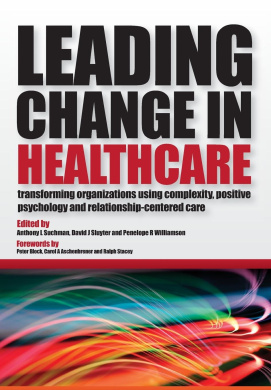 LEADING
CHANGE IN
HEALTHCARE
transforming organizations using complexity, positive
psychology and relationship-centered care
Edited by
Anthony L Suchman, David J Sluyter and Penelope R Williamson
Forewords by
Peter Block, Carol A Aschenbrener and Ralph Stacey